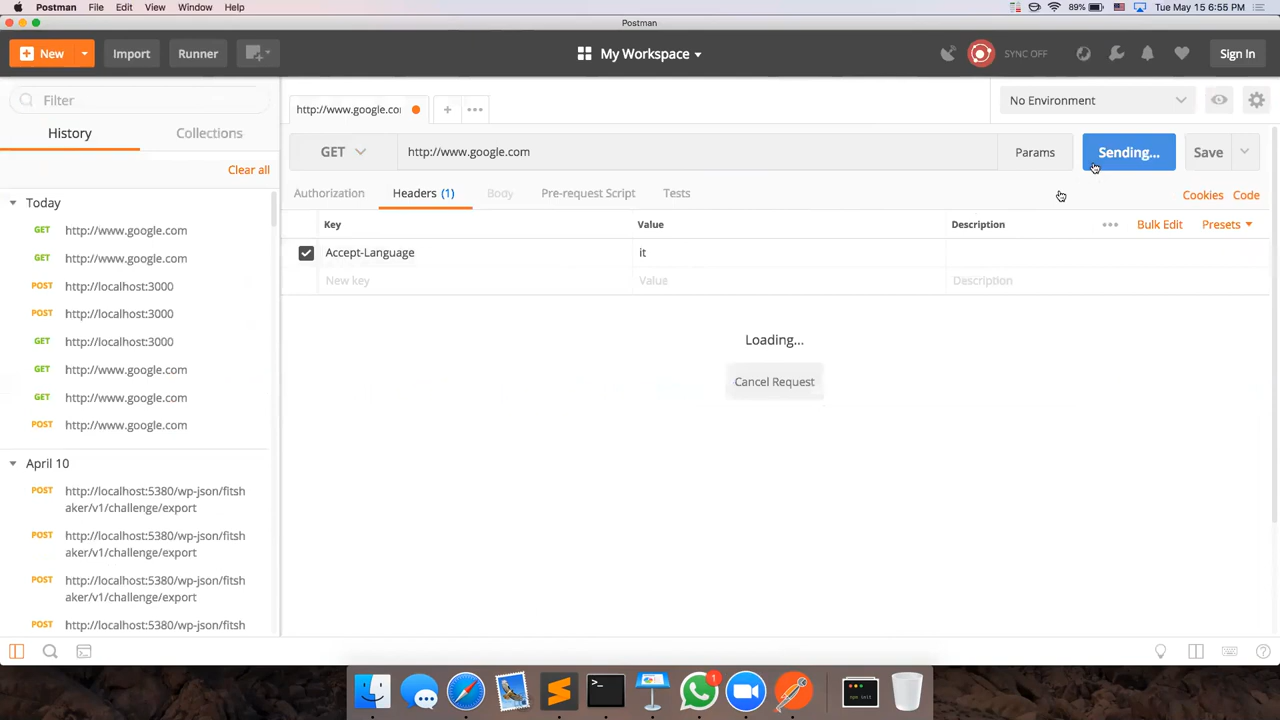 Postman File Edit View Window Help 89% Tue May 15 6:55 PM
Postman
New Import Runner My Workspace SYNC OFF Sign In
Filter
History Collections
Clear all
Today
GET http://www.google.com
GET http://www.google.com
POST http://localhost:3000
POST http://localhost:3000
GET http://localhost:3000
GET http://www.google.com
GET http://www.google.com
POST http://www.google.com
April 10
POST http://localhost:5380/wp-json/fitsh
aker/v1/challenge/export
POST http://localhost:5380/wp-json/fitsh
aker/v1/challenge/export
POST http://localhost:5380/wp-json/fitsh
aker/v1/challenge/export
POST http://localhost:5380/wp-json/fitsh
http://www.google.co
No Environment
GET http://www.google.com Params Sending... Save
Authorization Headers (1) Body Pre-request Script Tests Cookies Code
Key Value Description Bulk Edit Presets
Accept-Language it
New key Value Description
Loading...
Cancel Request
1